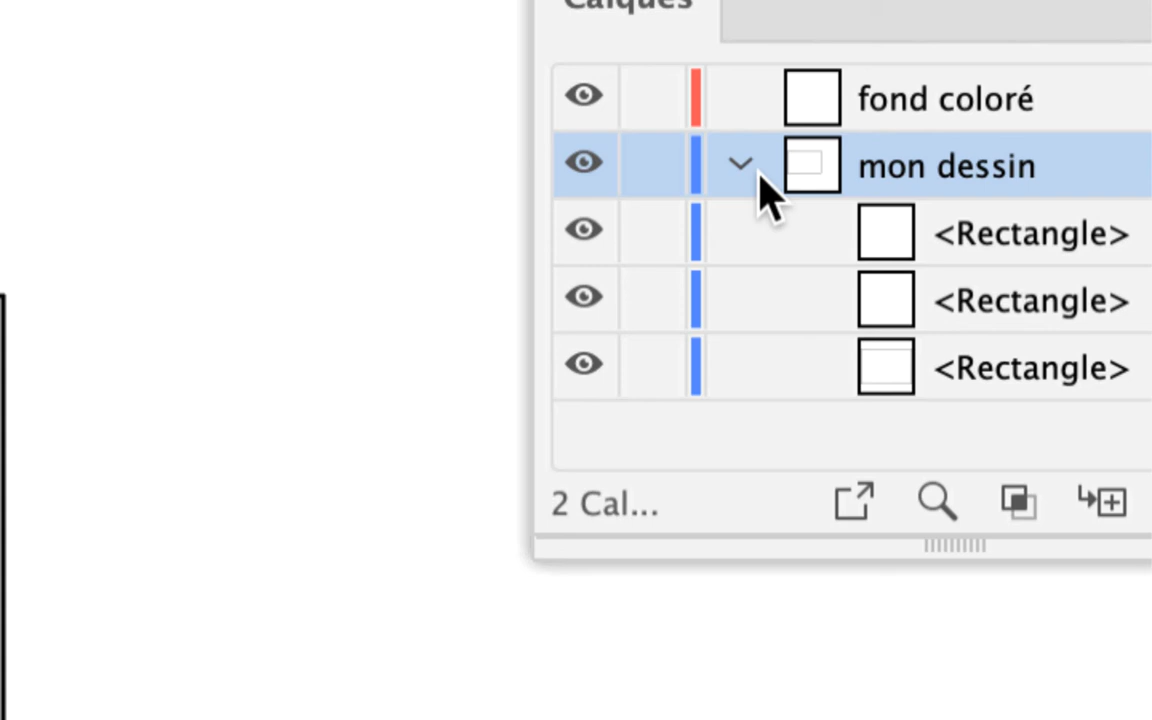 Calques
fond coloré
mon dessin
<Rectangle>
<Rectangle>
<Rectangle>
2 Cal...